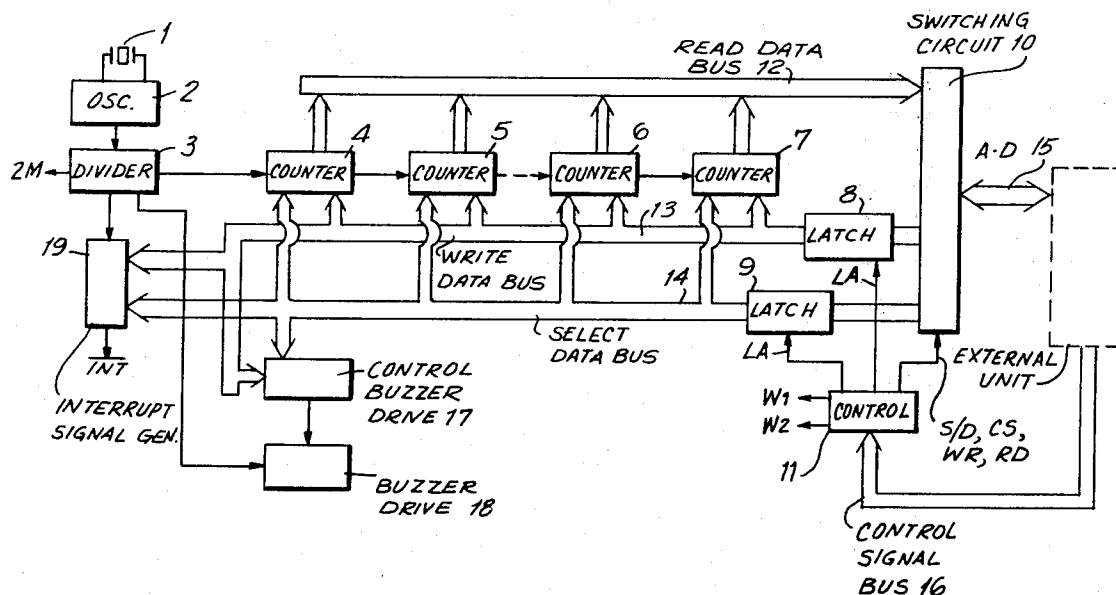 1
OSC.
2
READ DATA
BUS 12
SWITCHING
CIRCUIT 10
3
DIVIDER
2M
4
COUNTER
5
COUNTER
6
COUNTER
7
COUNTER
A-D 15
13
8
LATCH
19
WRITE
DATA BUS
LA
9
14
LATCH
SELECT
DATA BUS
LA
INT
INTERRUPT
SIGNAL GEN.
CONTROL
BUZZER
DRIVE 17
EXTERNAL
UNIT
W1
W2
CONTROL
11
S/D, CS,
WR, RD
BUZZER
DRIVE 18
CONTROL
SIGNAL
BUS 16